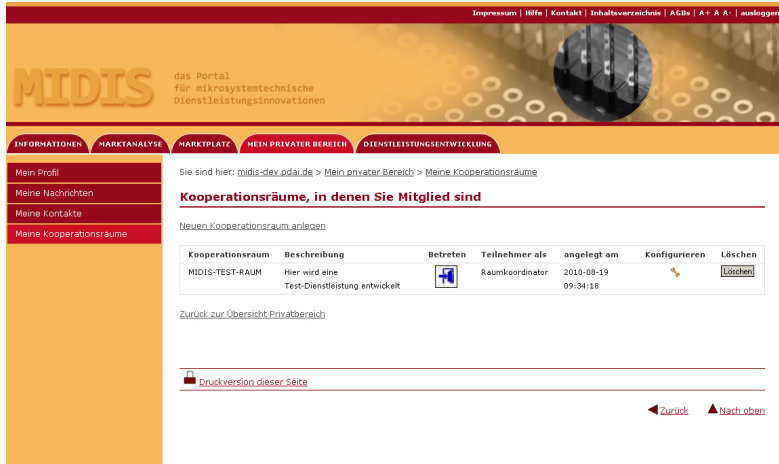 Impressum | Hilfe | Kontakt | Inhaltsverzeichnis | AGBs | A+ A A- | ausloggen
MIDIS
das Portal
für mikrosystemtechnische
Dienstleistungsinnovationen
INFORMATIONEN MARKTANALYSE MARKTPLATZ MEIN PRIVATER BEREICH DIENSTLEISTUNGSENTWICKLUNG
Mein Profil
Meine Nachrichten
Meine Kontakte
Meine Kooperationsräume
Sie sind hier: midis-dev.pdai.de > Mein privater Bereich > Meine Kooperationsräume
Kooperationsräume, in denen Sie Mitglied sind
Neuen Kooperationsraum anlegen
Kooperationsraum Beschreibung Betreten Teilnehmer als angelegt am Konfigurieren Löschen
MIDIS-TEST-RAUM Hier wird eine Raumkoordinator 2010-08-19 Löschen
Test-Dienstleistung entwickelt 09:34:18
Zurück zur Übersicht Privatbereich
Druckversion dieser Seite
Zurück Nach oben